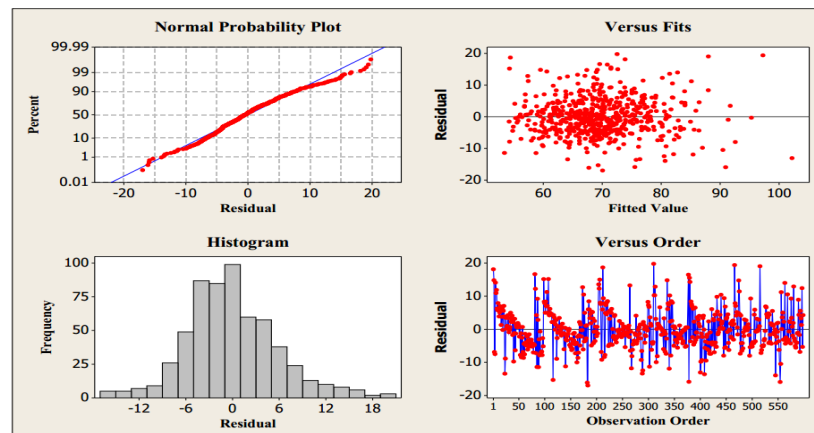 Normal Probability Plot
99.99
99
90
50
10
1
0.01
Percent
-20 -10 0 10 20
Residual
Versus Fits
20
10
0
-10
-20
Residual
60 70 80 90 100
Fitted Value
Histogram
100
75
50
25
0
Frequency
-12 -6 0 6 12 18
Residual
Versus Order
20
10
0
-10
-20
Residual
1 50 100 150 200 250 300 350 400 450 500 550
Observation Order